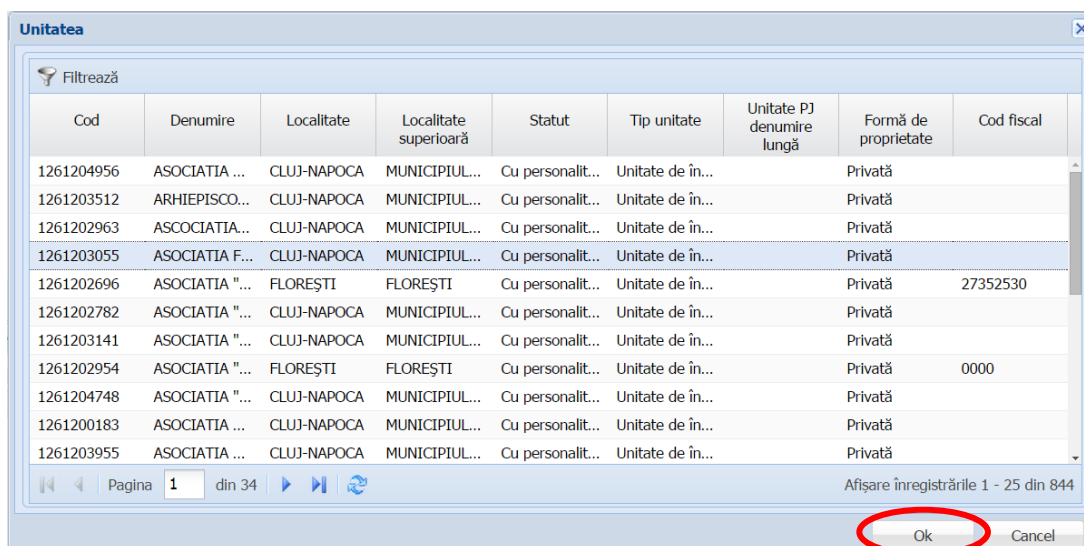 Unitatea
Filtrează
Cod Denumire Localitate Localitate superioară Statut Tip unitate Unitate PJ denumire lungă Formă de proprietate Cod fiscal
1261204956 ASOCIATIA ... CLUJ-NAPOCA MUNICIPIUL... Cu personalit... Unitate de în... Privată
1261203512 ARHIEPISCO... CLUJ-NAPOCA MUNICIPIUL... Cu personalit... Unitate de în... Privată
1261202963 ASCOCIATIA... CLUJ-NAPOCA MUNICIPIUL... Cu personalit... Unitate de în... Privată
1261203055 ASOCIATIA F... CLUJ-NAPOCA MUNICIPIUL... Cu personalit... Unitate de în... Privată
1261202696 ASOCIATIA "... FLOREŞTI FLOREŞTI Cu personalit... Unitate de în... Privată 27352530
1261202782 ASOCIATIA "... CLUJ-NAPOCA MUNICIPIUL... Cu personalit... Unitate de în... Privată
1261203141 ASOCIATIA "... CLUJ-NAPOCA MUNICIPIUL... Cu personalit... Unitate de în... Privată
1261202954 ASOCIATIA "... FLOREŞTI FLOREŞTI Cu personalit... Unitate de în... Privată 0000
1261204748 ASOCIATIA "... CLUJ-NAPOCA MUNICIPIUL... Cu personalit... Unitate de în... Privată
1261200183 ASOCIATIA ... CLUJ-NAPOCA MUNICIPIUL... Cu personalit... Unitate de în... Privată
1261203955 ASOCIATIA ... CLUJ-NAPOCA MUNICIPIUL... Cu personalit... Unitate de în... Privată
Pagina 1 din 34 Afișare înregistrările 1 - 25 din 844
Ok Cancel